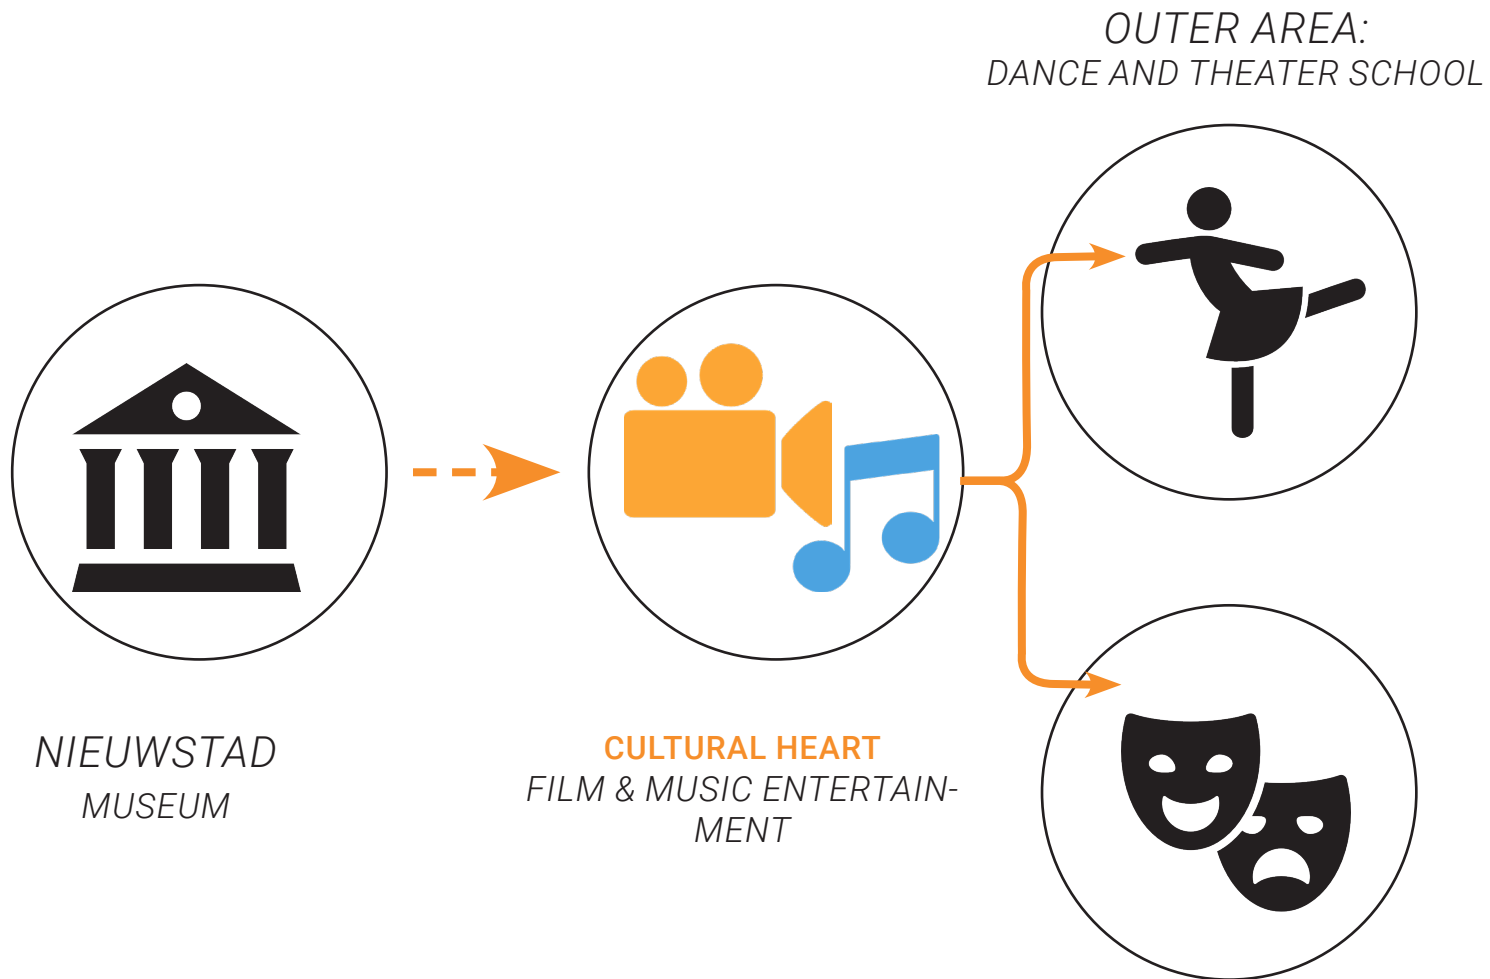 OUTER AREA:
DANCE AND THEATER SCHOOL
NIEUWSTAD
MUSEUM
CULTURAL HEART
FILM & MUSIC ENTERTAIN-
MENT